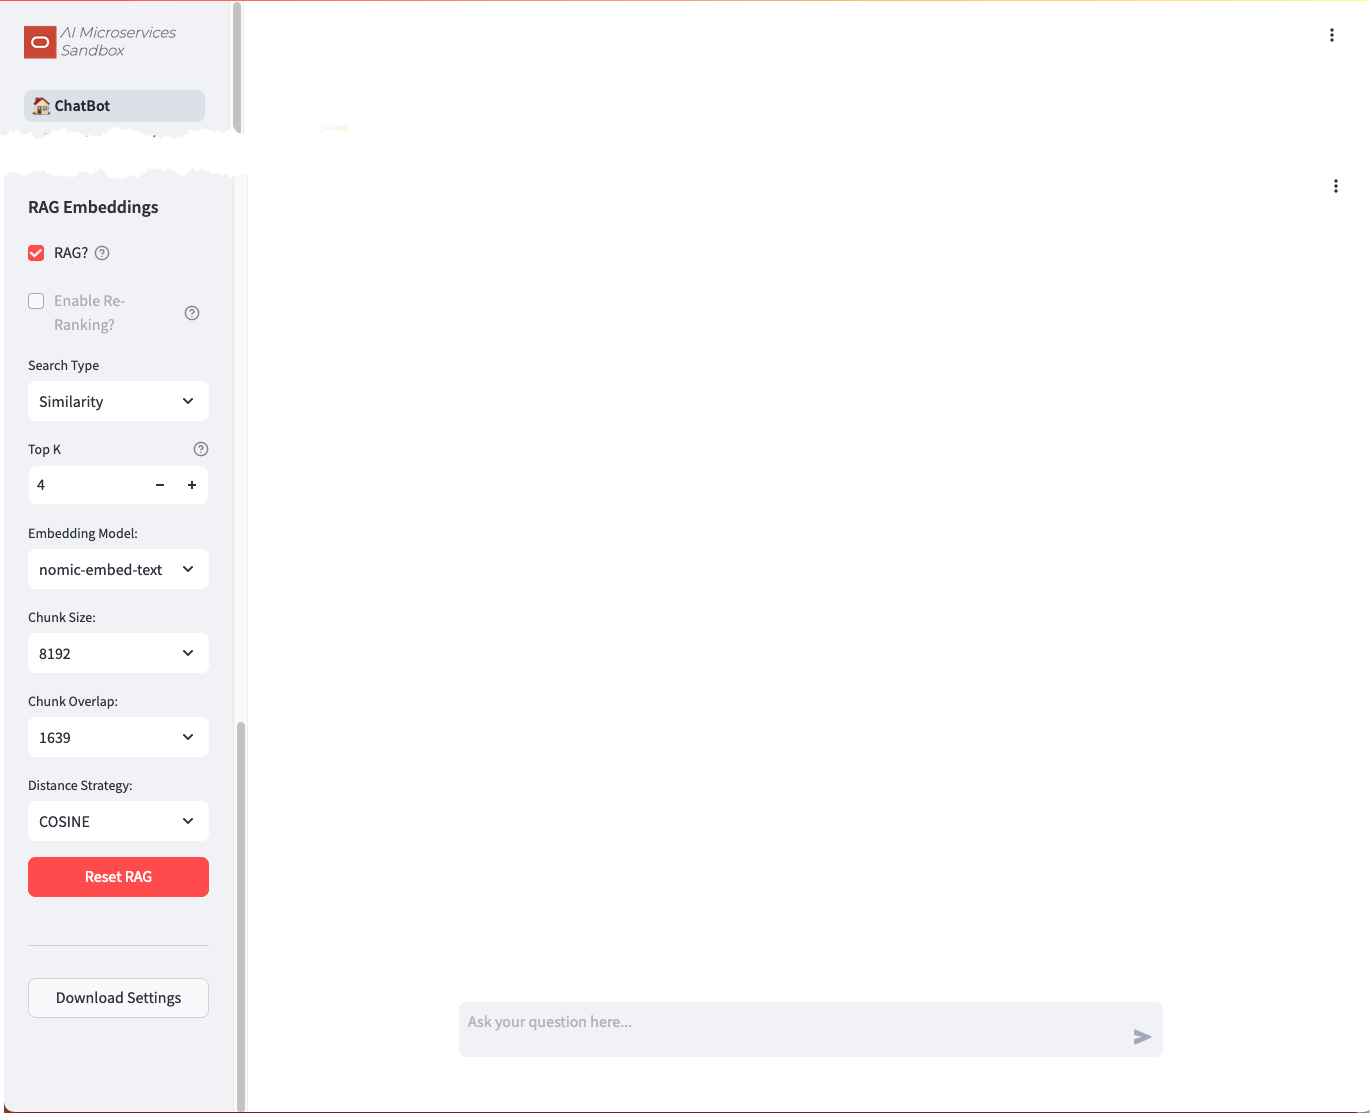 AI Microservices
Sandbox
ChatBot
RAG Embeddings
RAG?
Enable Re-
Ranking?
Search Type
Similarity
Top K
4
Embedding Model:
nomic-embed-text
Chunk Size:
8192
Chunk Overlap:
1639
Distance Strategy:
COSINE
Reset RAG
Download Settings
Ask your question here...